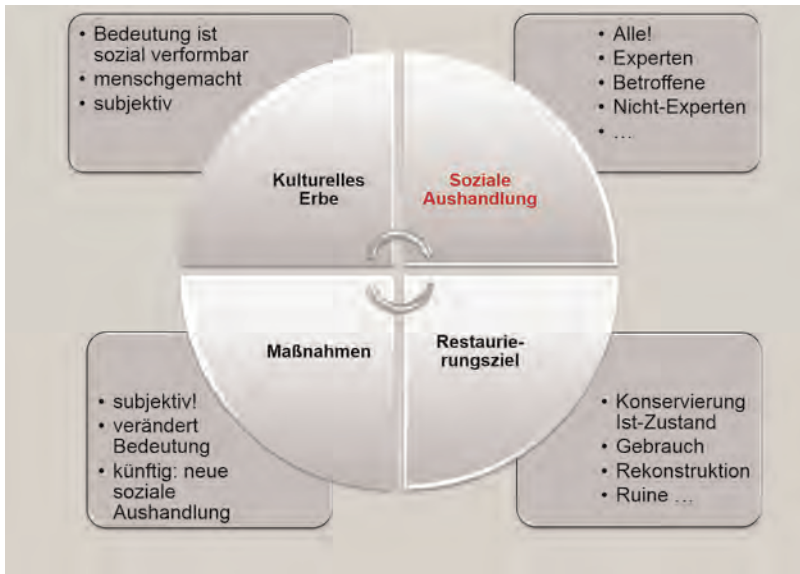 • Bedeutung ist
sozial verformbar
• menschgemacht
• subjektiv
• Alle!
• Experten
• Betroffene
• Nicht-Experten
• …
Kulturelles
Erbe
Soziale
Aushandlung
Maßnahmen
Restaurie-
rungsziel
• subjektiv!
• verändert
Bedeutung
• künftig: neue
soziale
Aushandlung
• Konservierung
Ist-Zustand
• Gebrauch
• Rekonstruktion
• Ruine …